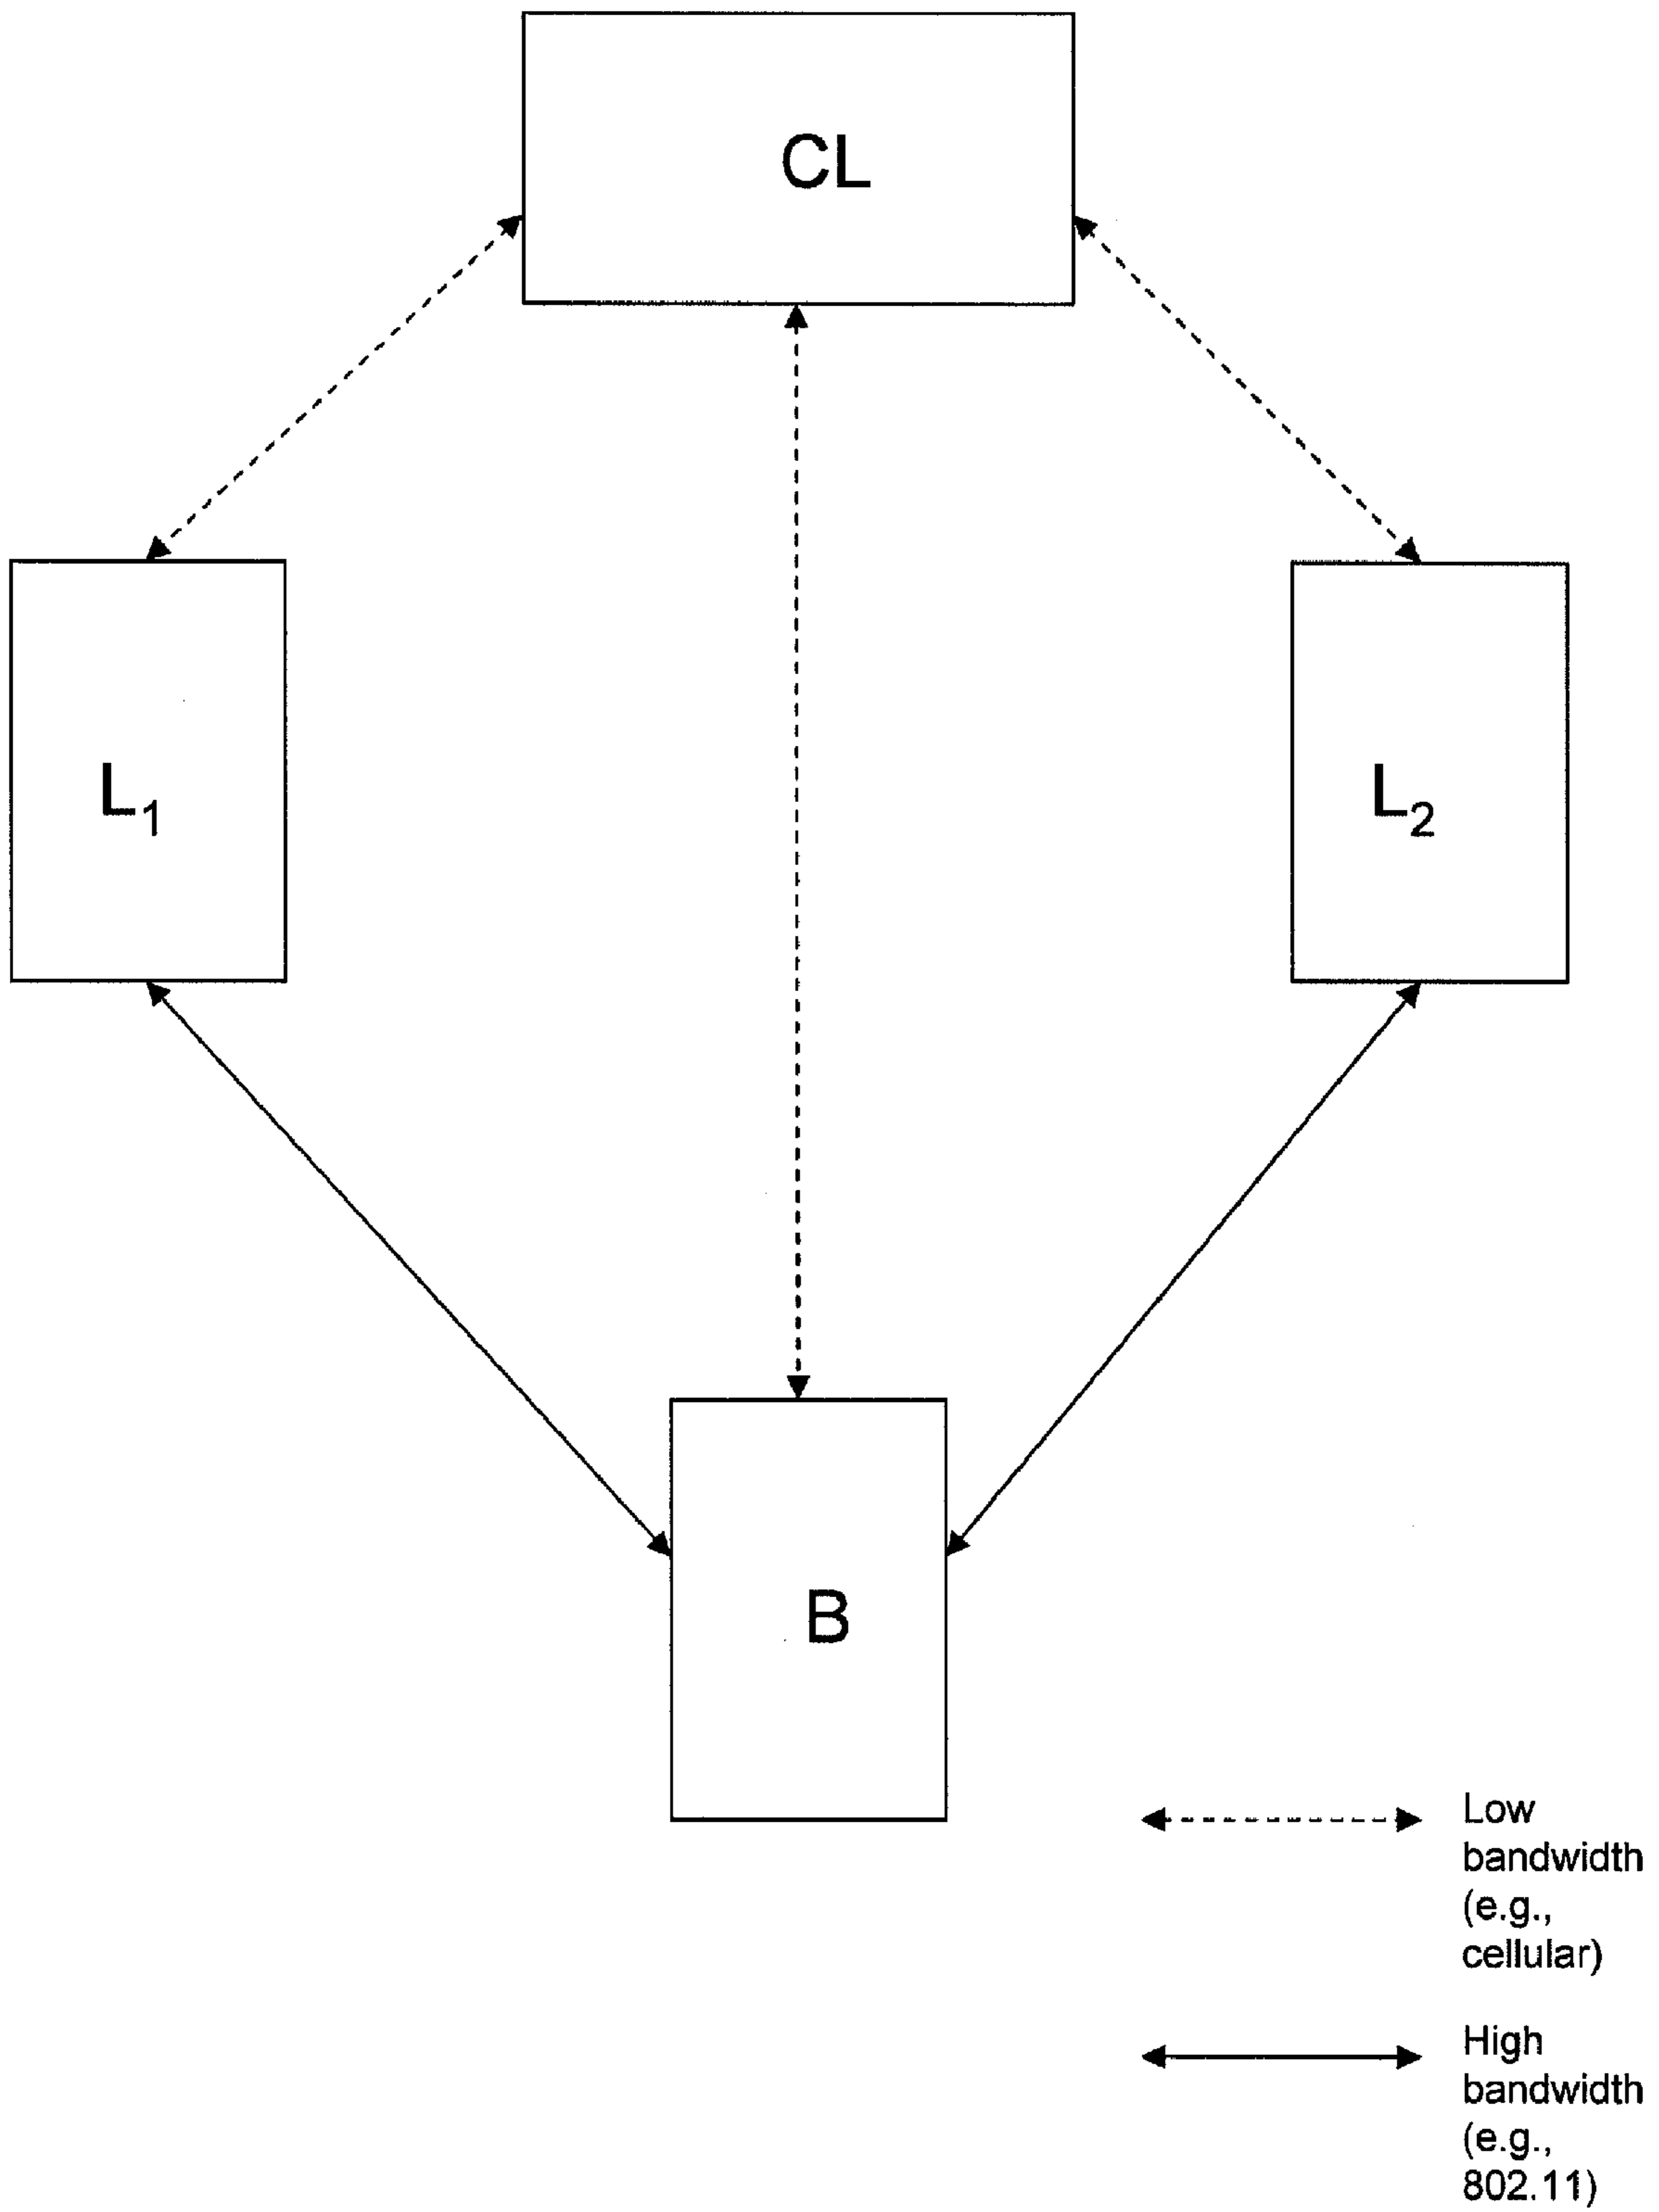 CL
L₁
L₂
B
Low
bandwidth
(e.g.,
cellular)
High
bandwidth
(e.g.,
802.11)